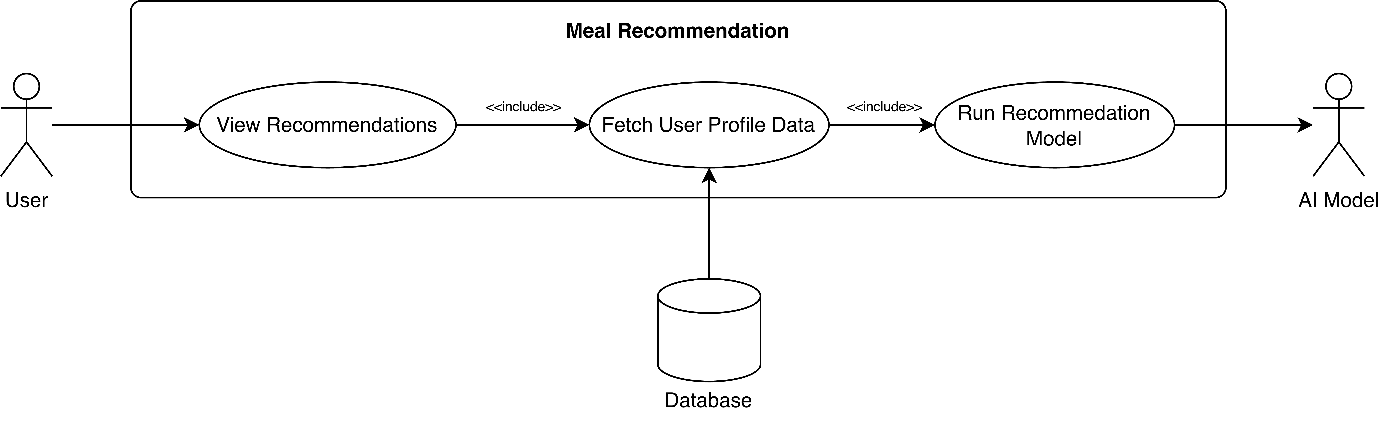 Meal Recommendation
User
View Recommendations
<<include>>
Fetch User Profile Data
<<include>>
Run Recommedation
Model
AI Model
Database